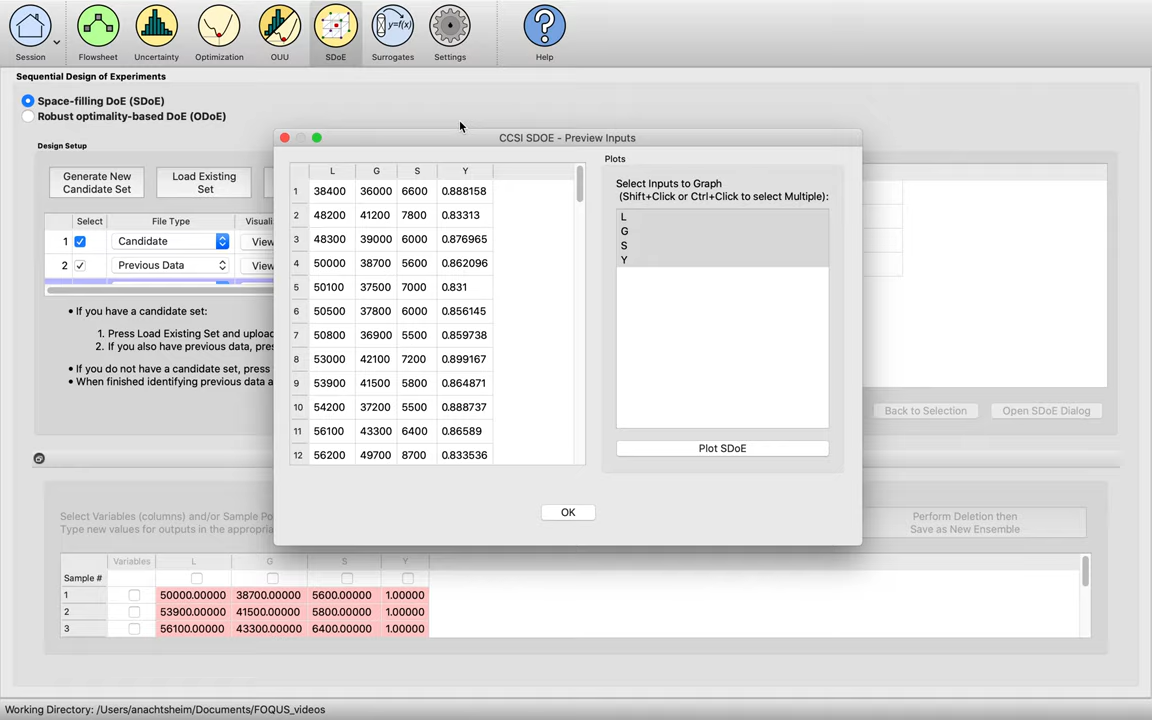 Session
Flowsheet
Uncertainty
Optimization
OUU
SDoE
y=f(x)
Surrogates
Settings
?
Help
Sequential Design of Experiments
Space-filling DoE (SDoE)
Robust optimality-based DoE (ODoE)
Design Setup
Generate New
Candidate Set
Load Existing
Set
Select
File Type
Visuali
1
Candidate
View
2
Previous Data
View
• If you have a candidate set:
1. Press Load Existing Set and upload
2. If you also have previous data, pres
• If you do not have a candidate set, press
• When finished identifying previous data a
CCSI SDOE - Preview Inputs
L G S Y
1 38400 36000 6600 0.888158
2 48200 41200 7800 0.83313
3 48300 39000 6000 0.876965
4 50000 38700 5600 0.862096
5 50100 37500 7000 0.831
6 50500 37800 6000 0.856145
7 50800 36900 5500 0.859738
8 53000 42100 7200 0.899167
9 53900 41500 5800 0.864871
10 54200 37200 5500 0.888737
11 56100 43300 6400 0.86589
12 56200 49700 8700 0.833536
Plots
Select Inputs to Graph
(Shift+Click or Ctrl+Click to select Multiple):
L
G
S
Y
Plot SDoE
OK
Back to Selection
Open SDoE Dialog
Select Variables (columns) and/or Sample Po
Type new values for outputs in the appropria
Perform Deletion then
Save as New Ensemble
Variables L G S Y
Sample #
1 50000.00000 38700.00000 5600.00000 1.00000
2 53900.00000 41500.00000 5800.00000 1.00000
3 56100.00000 43300.00000 6400.00000 1.00000
Working Directory: /Users/anachtsheim/Documents/FOQUS_videos